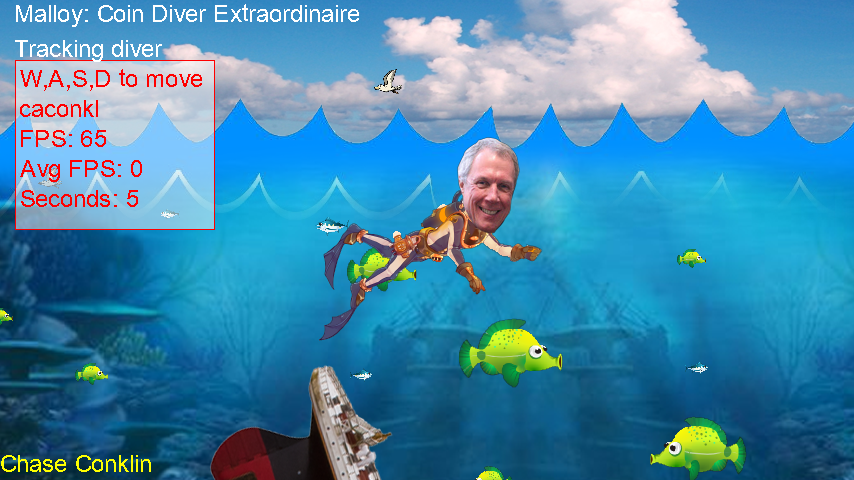 Malloy: Coin Diver Extraordinaire
Tracking diver
W,A,S,D to move
caconkl
FPS: 65
Avg FPS: 0
Seconds: 5
Chase Conklin